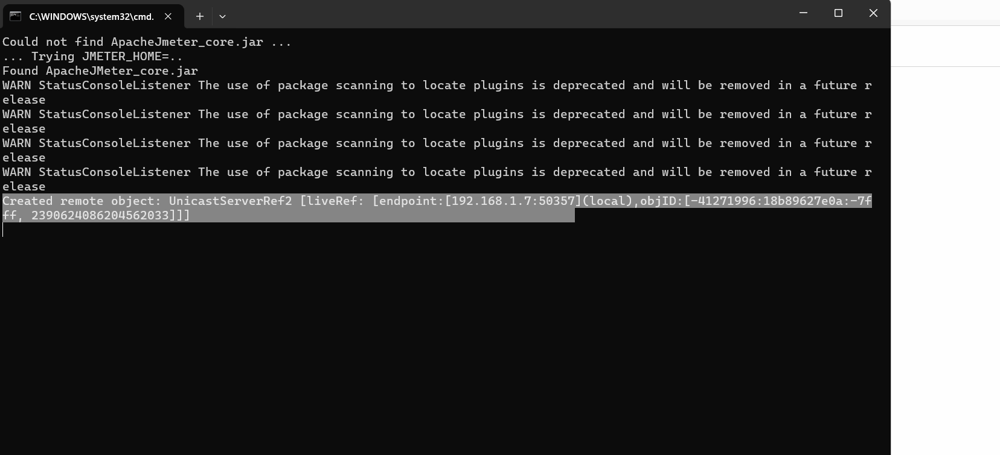 C:\WINDOWS\system32\cmd.
Could not find ApacheJmeter_core.jar ...
... Trying JMETER_HOME=..
Found ApacheJMeter_core.jar
WARN StatusConsoleListener The use of package scanning to locate plugins is deprecated and will be removed in a future r
elease
WARN StatusConsoleListener The use of package scanning to locate plugins is deprecated and will be removed in a future r
elease
WARN StatusConsoleListener The use of package scanning to locate plugins is deprecated and will be removed in a future r
elease
WARN StatusConsoleListener The use of package scanning to locate plugins is deprecated and will be removed in a future r
elease
Created remote object: UnicastServerRef2 [liveRef: [endpoint:[192.168.1.7:50357](local),objID:[-41271996:18b89627e0a:-7f
ff, 2390624086204562033]]]